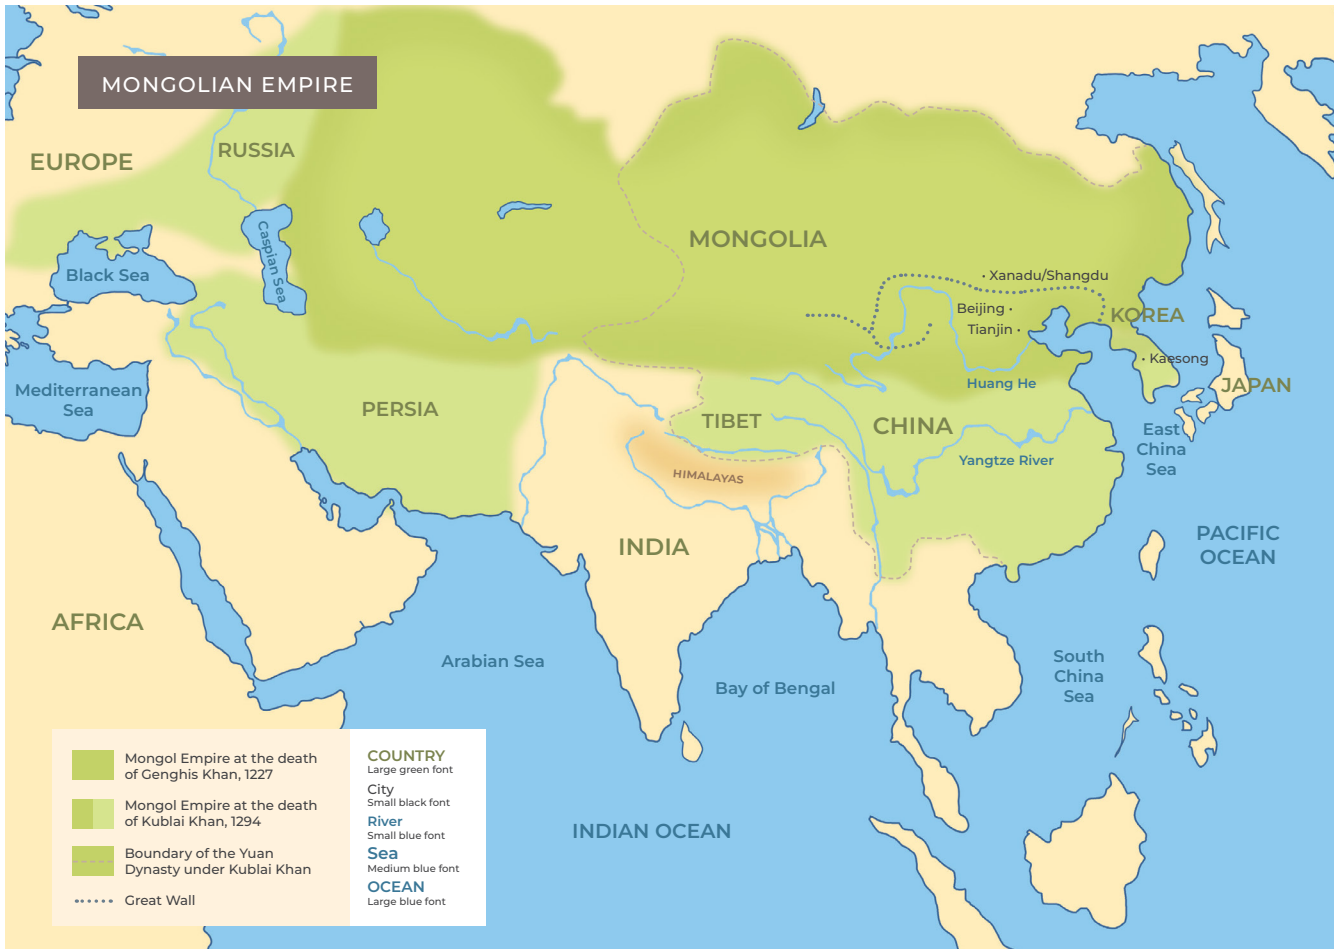 MONGOLIAN EMPIRE
EUROPE
RUSSIA
Caspian Sea
Black Sea
MONGOLIA
Xanadu/Shangdu
Beijing
Tianjin
KOREA
Kaesong
JAPAN
Mediterranean
Sea
PERSIA
TIBET
CHINA
Huang He
Yangtze River
East
China
Sea
HIMALAYAS
INDIA
PACIFIC
OCEAN
AFRICA
Arabian Sea
Bay of Bengal
South
China
Sea
INDIAN OCEAN
Mongol Empire at the death
of Genghis Khan, 1227
Mongol Empire at the death
of Kublai Khan, 1294
Boundary of the Yuan
Dynasty under Kublai Khan
Great Wall
COUNTRY
Large green font
City
Small black font
River
Small blue font
Sea
Medium blue font
OCEAN
Large blue font